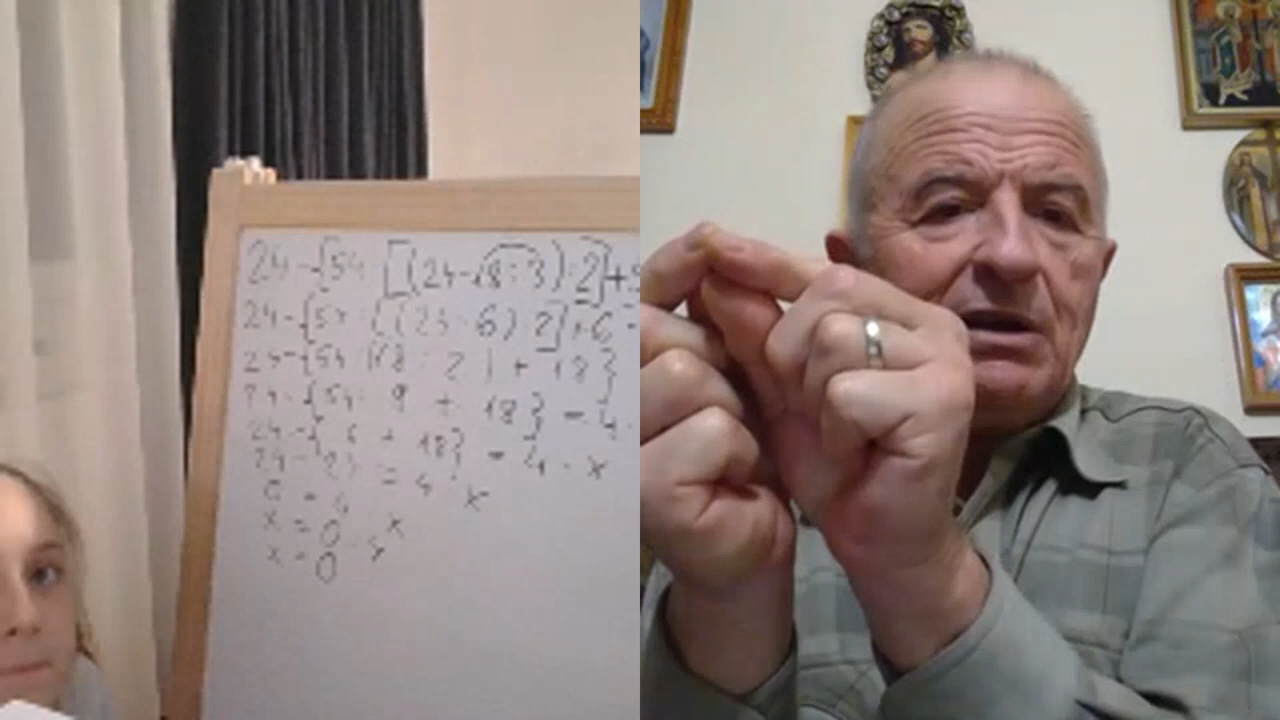 24-{54:[(24-18:3):2]+
24-{54:[(24-6):2]+6
24-{54:[18:2]+18}
24-{54:9+18}=4.
24-{6+18}=4.x
24-24=4.x
0=4.x
x=0:4
x=0